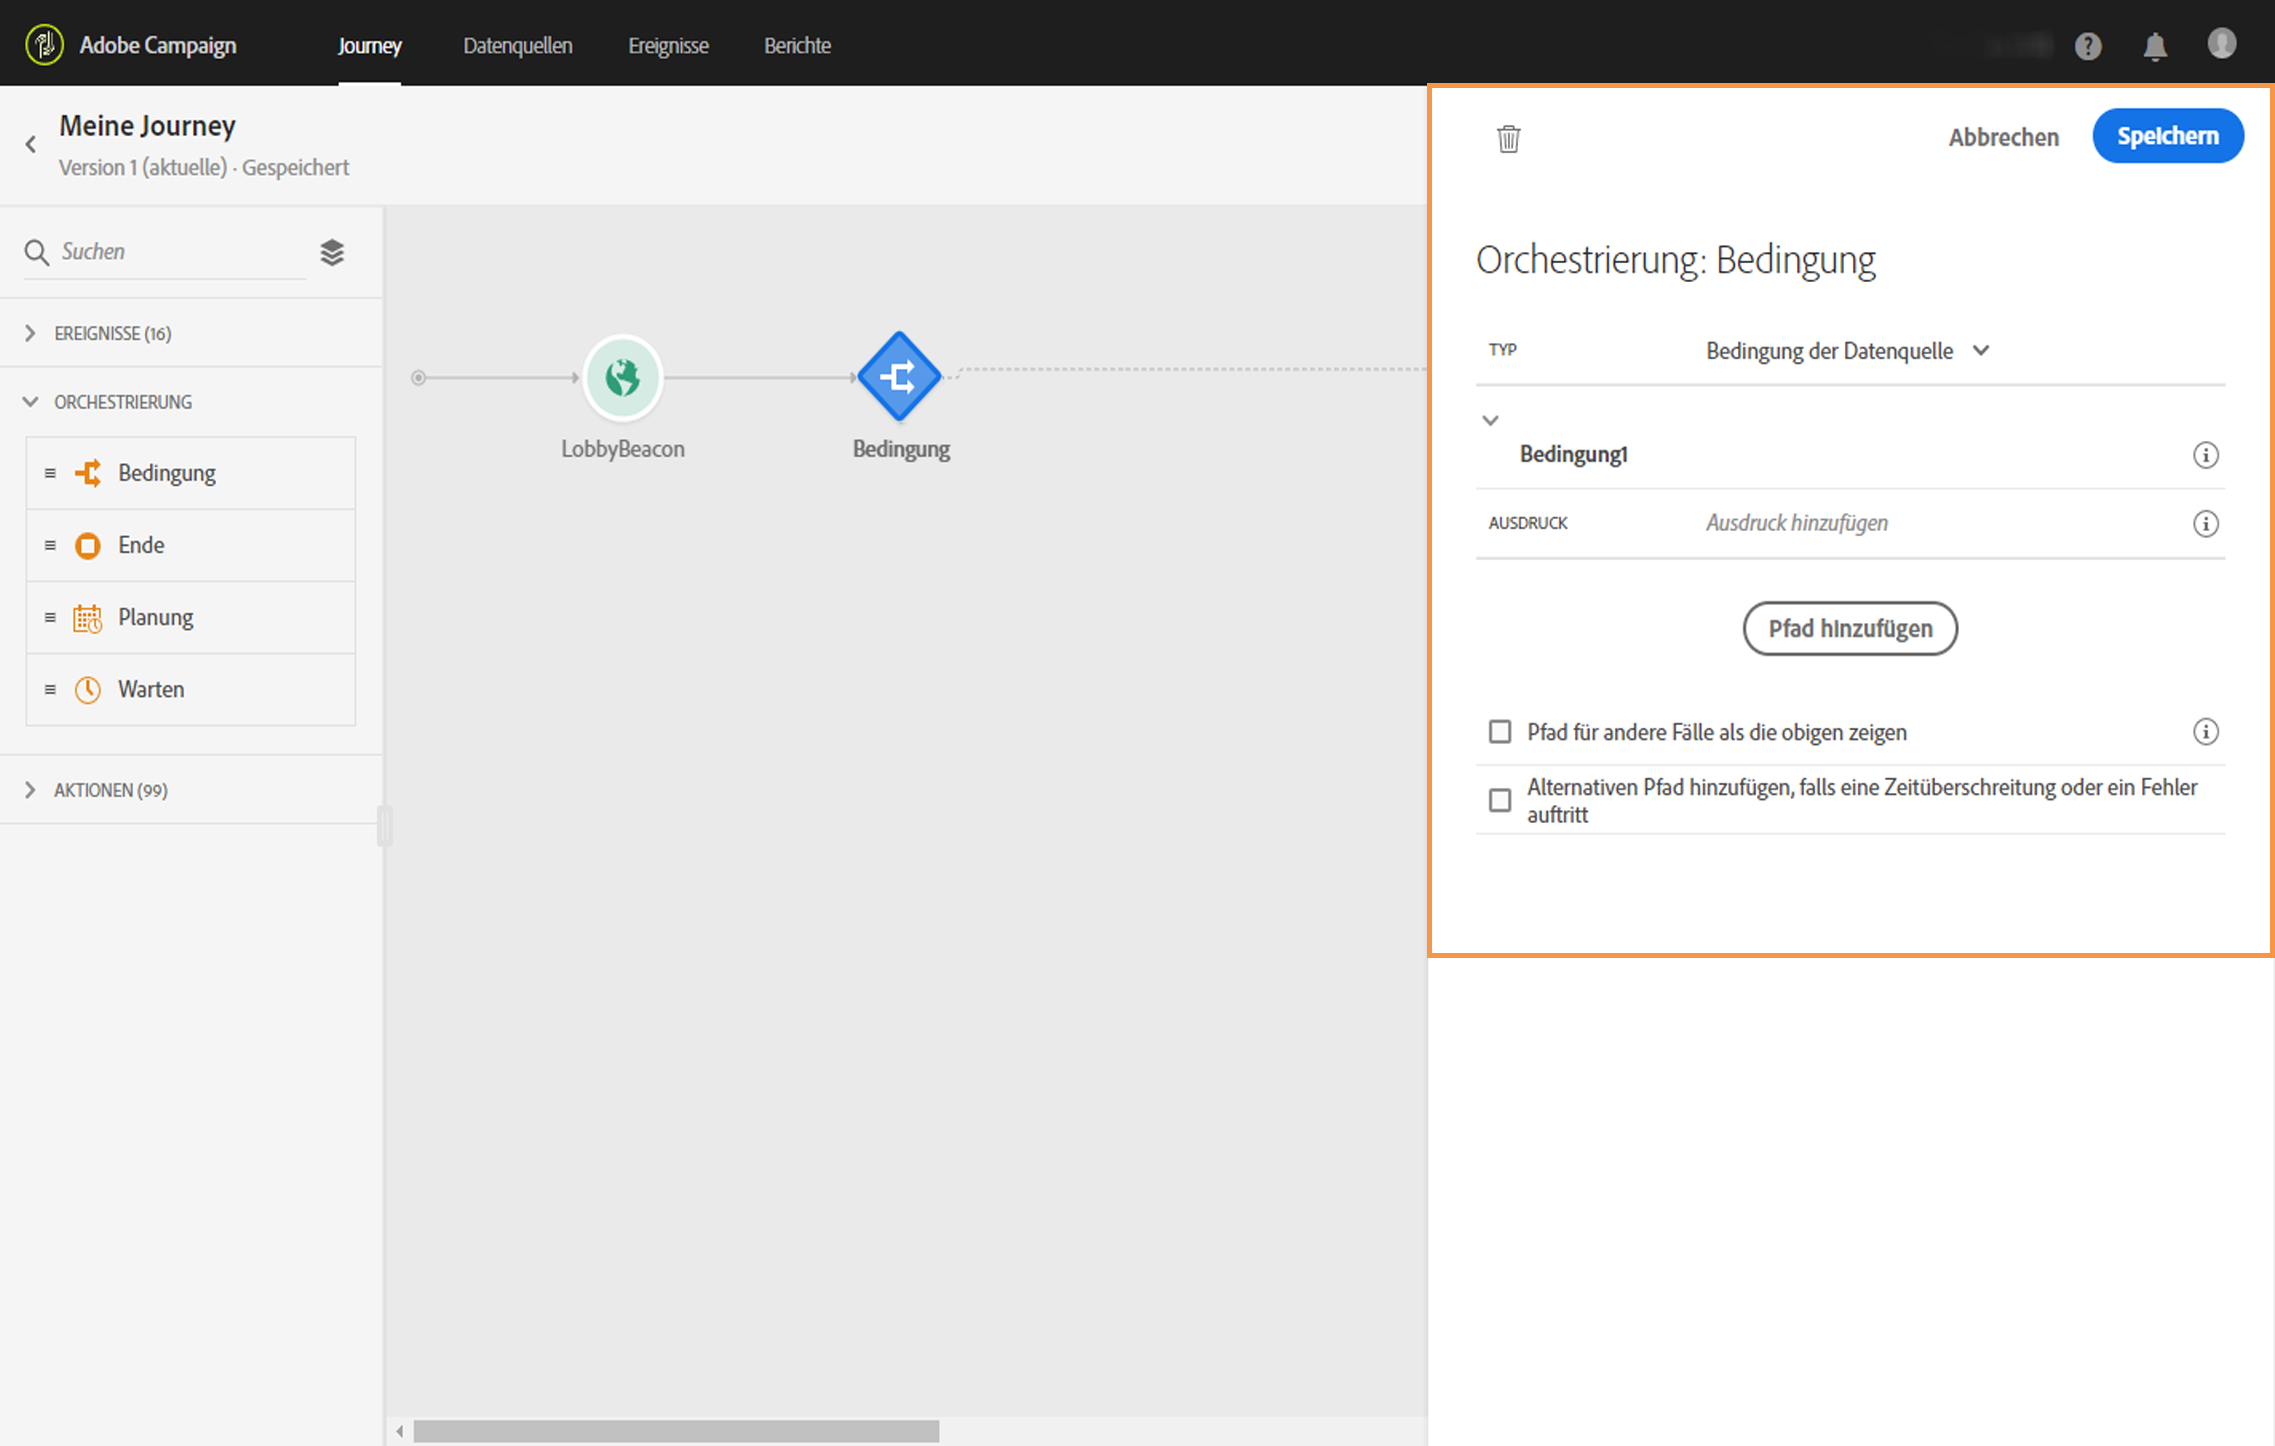 Adobe Campaign
Journey
Datenquellen
Ereignisse
Berichte
Meine Journey
Version 1 (aktuelle) · Gespeichert
Suchen
EREIGNISSE (16)
ORCHESTRIERUNG
Bedingung
Ende
Planung
Warten
AKTIONEN (99)
LobbyBeacon
Bedingung
Abbrechen
Speichern
Orchestrierung: Bedingung
TYP
Bedingung der Datenquelle
Bedingung1
AUSDRUCK
Ausdruck hinzufügen
Pfad hinzufügen
Pfad für andere Fälle als die obigen zeigen
Alternativen Pfad hinzufügen, falls eine Zeitüberschreitung oder ein Fehler
auftritt